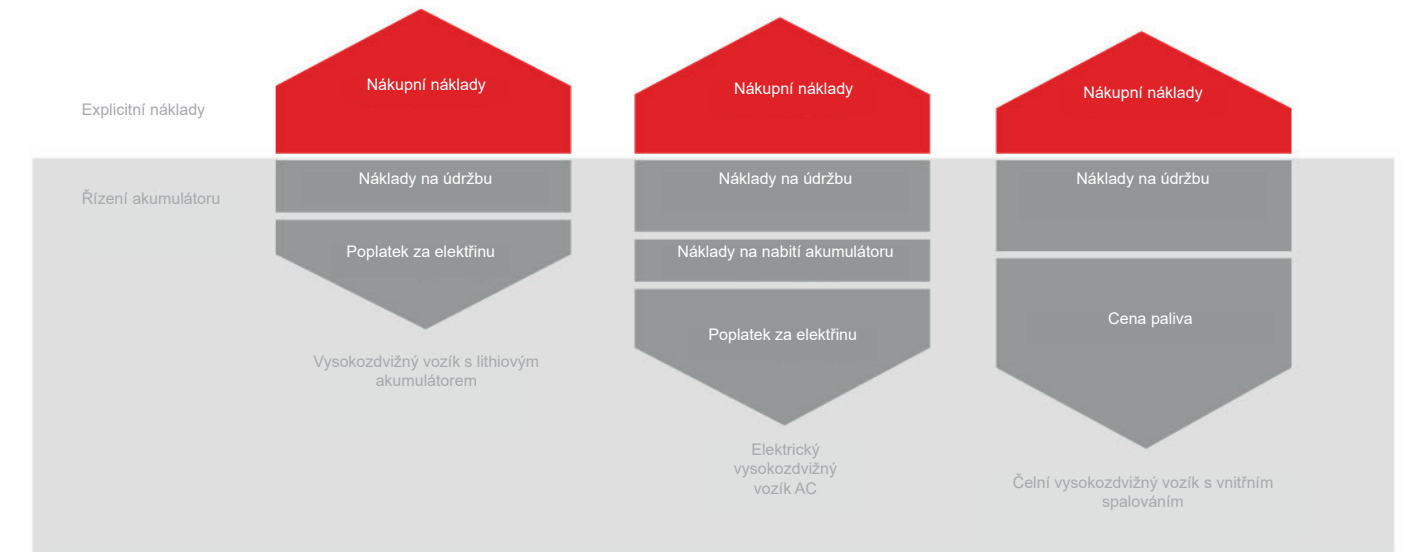 Explicitní náklady
Nákupní náklady
Nákupní náklady
Nákupní náklady
Řízení akumulátoru
Náklady na údržbu
Náklady na údržbu
Náklady na údržbu
Poplatek za elektřinu
Náklady na nabití akumulátoru
Poplatek za elektřinu
Cena paliva
Vysokozdvižný vozík s lithiovým
akumulátorem
Elektrický
vysokozdvižný
vozík AC
Čelní vysokozdvižný vozík s vnitřním
spalováním